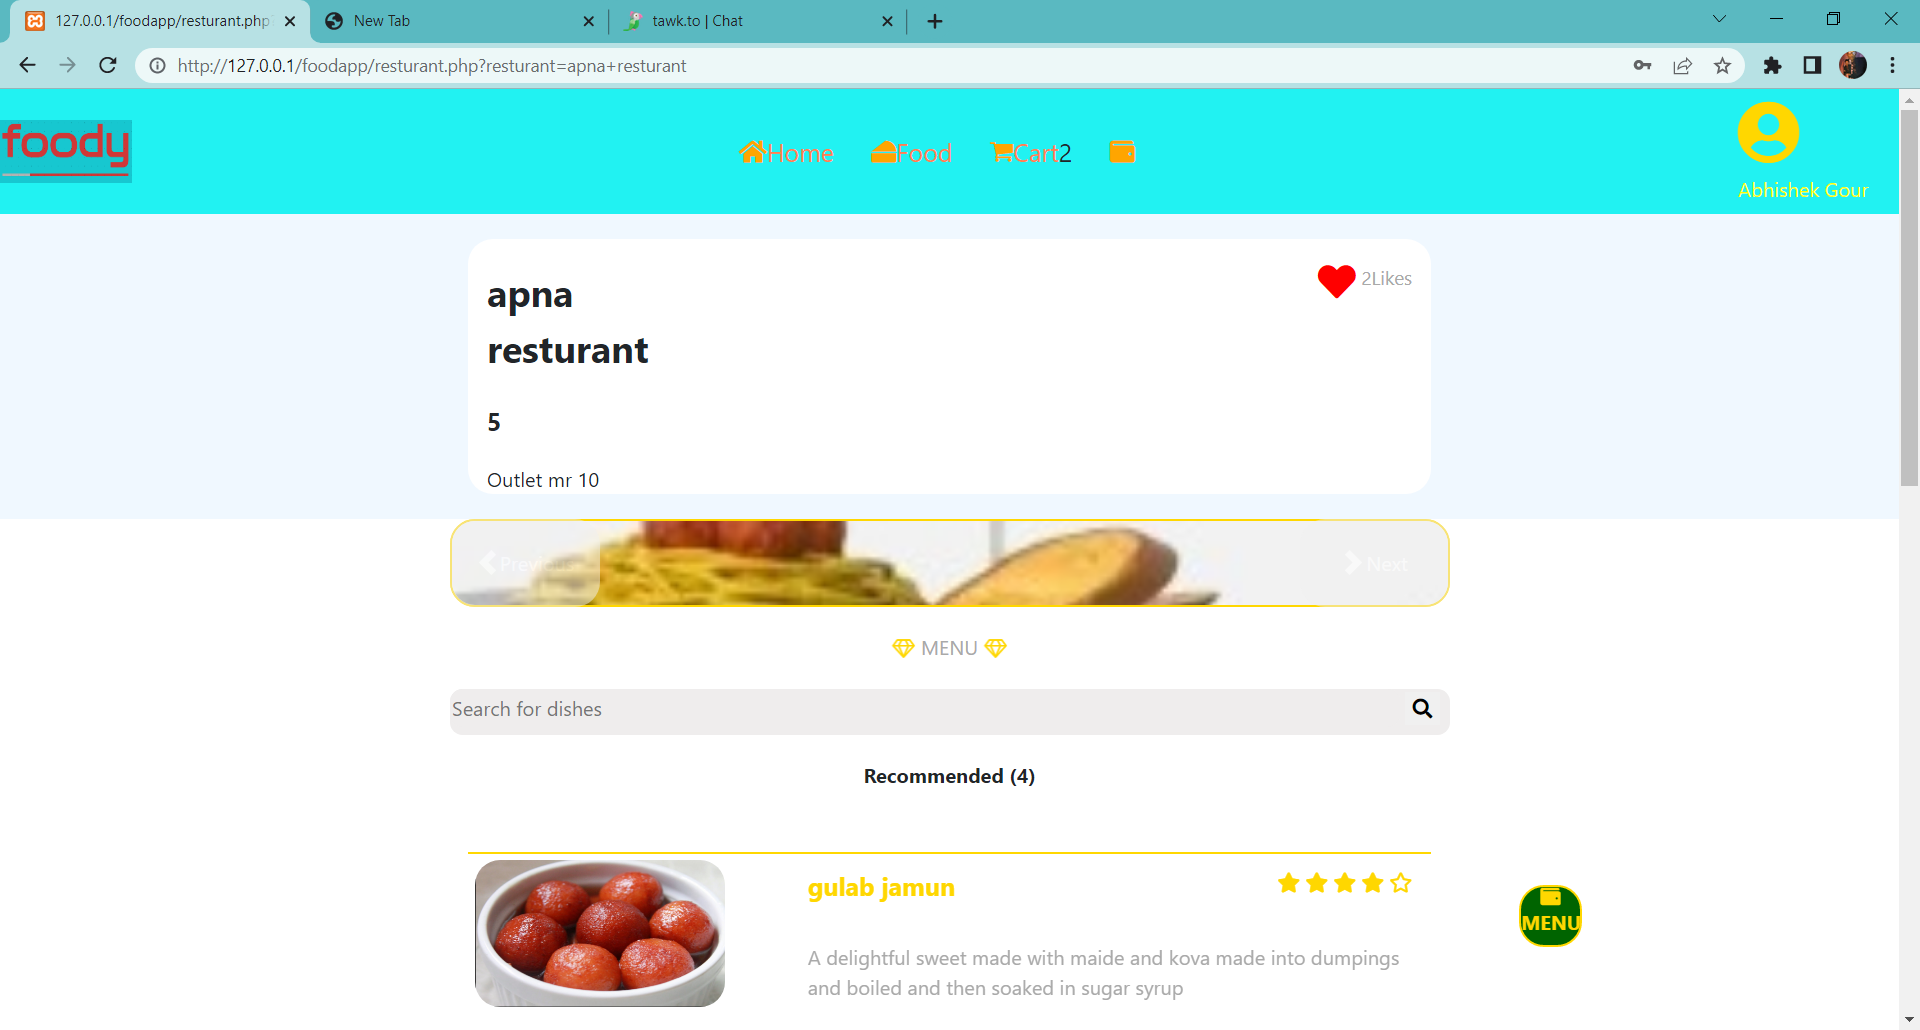 127.0.0.1/foodapp/resturant.php
New Tab
tawk.to | Chat
http://127.0.0.1/foodapp/resturant.php?resturant=apna+resturant
foody
Home
Food
Cart2
Abhishek Gour
apna
resturant
2Likes
5
Outlet mr 10
Previous
Next
MENU
Search for dishes
Recommended (4)
gulab jamun
A delightful sweet made with maide and kova made into dumpings
and boiled and then soaked in sugar syrup
MENU